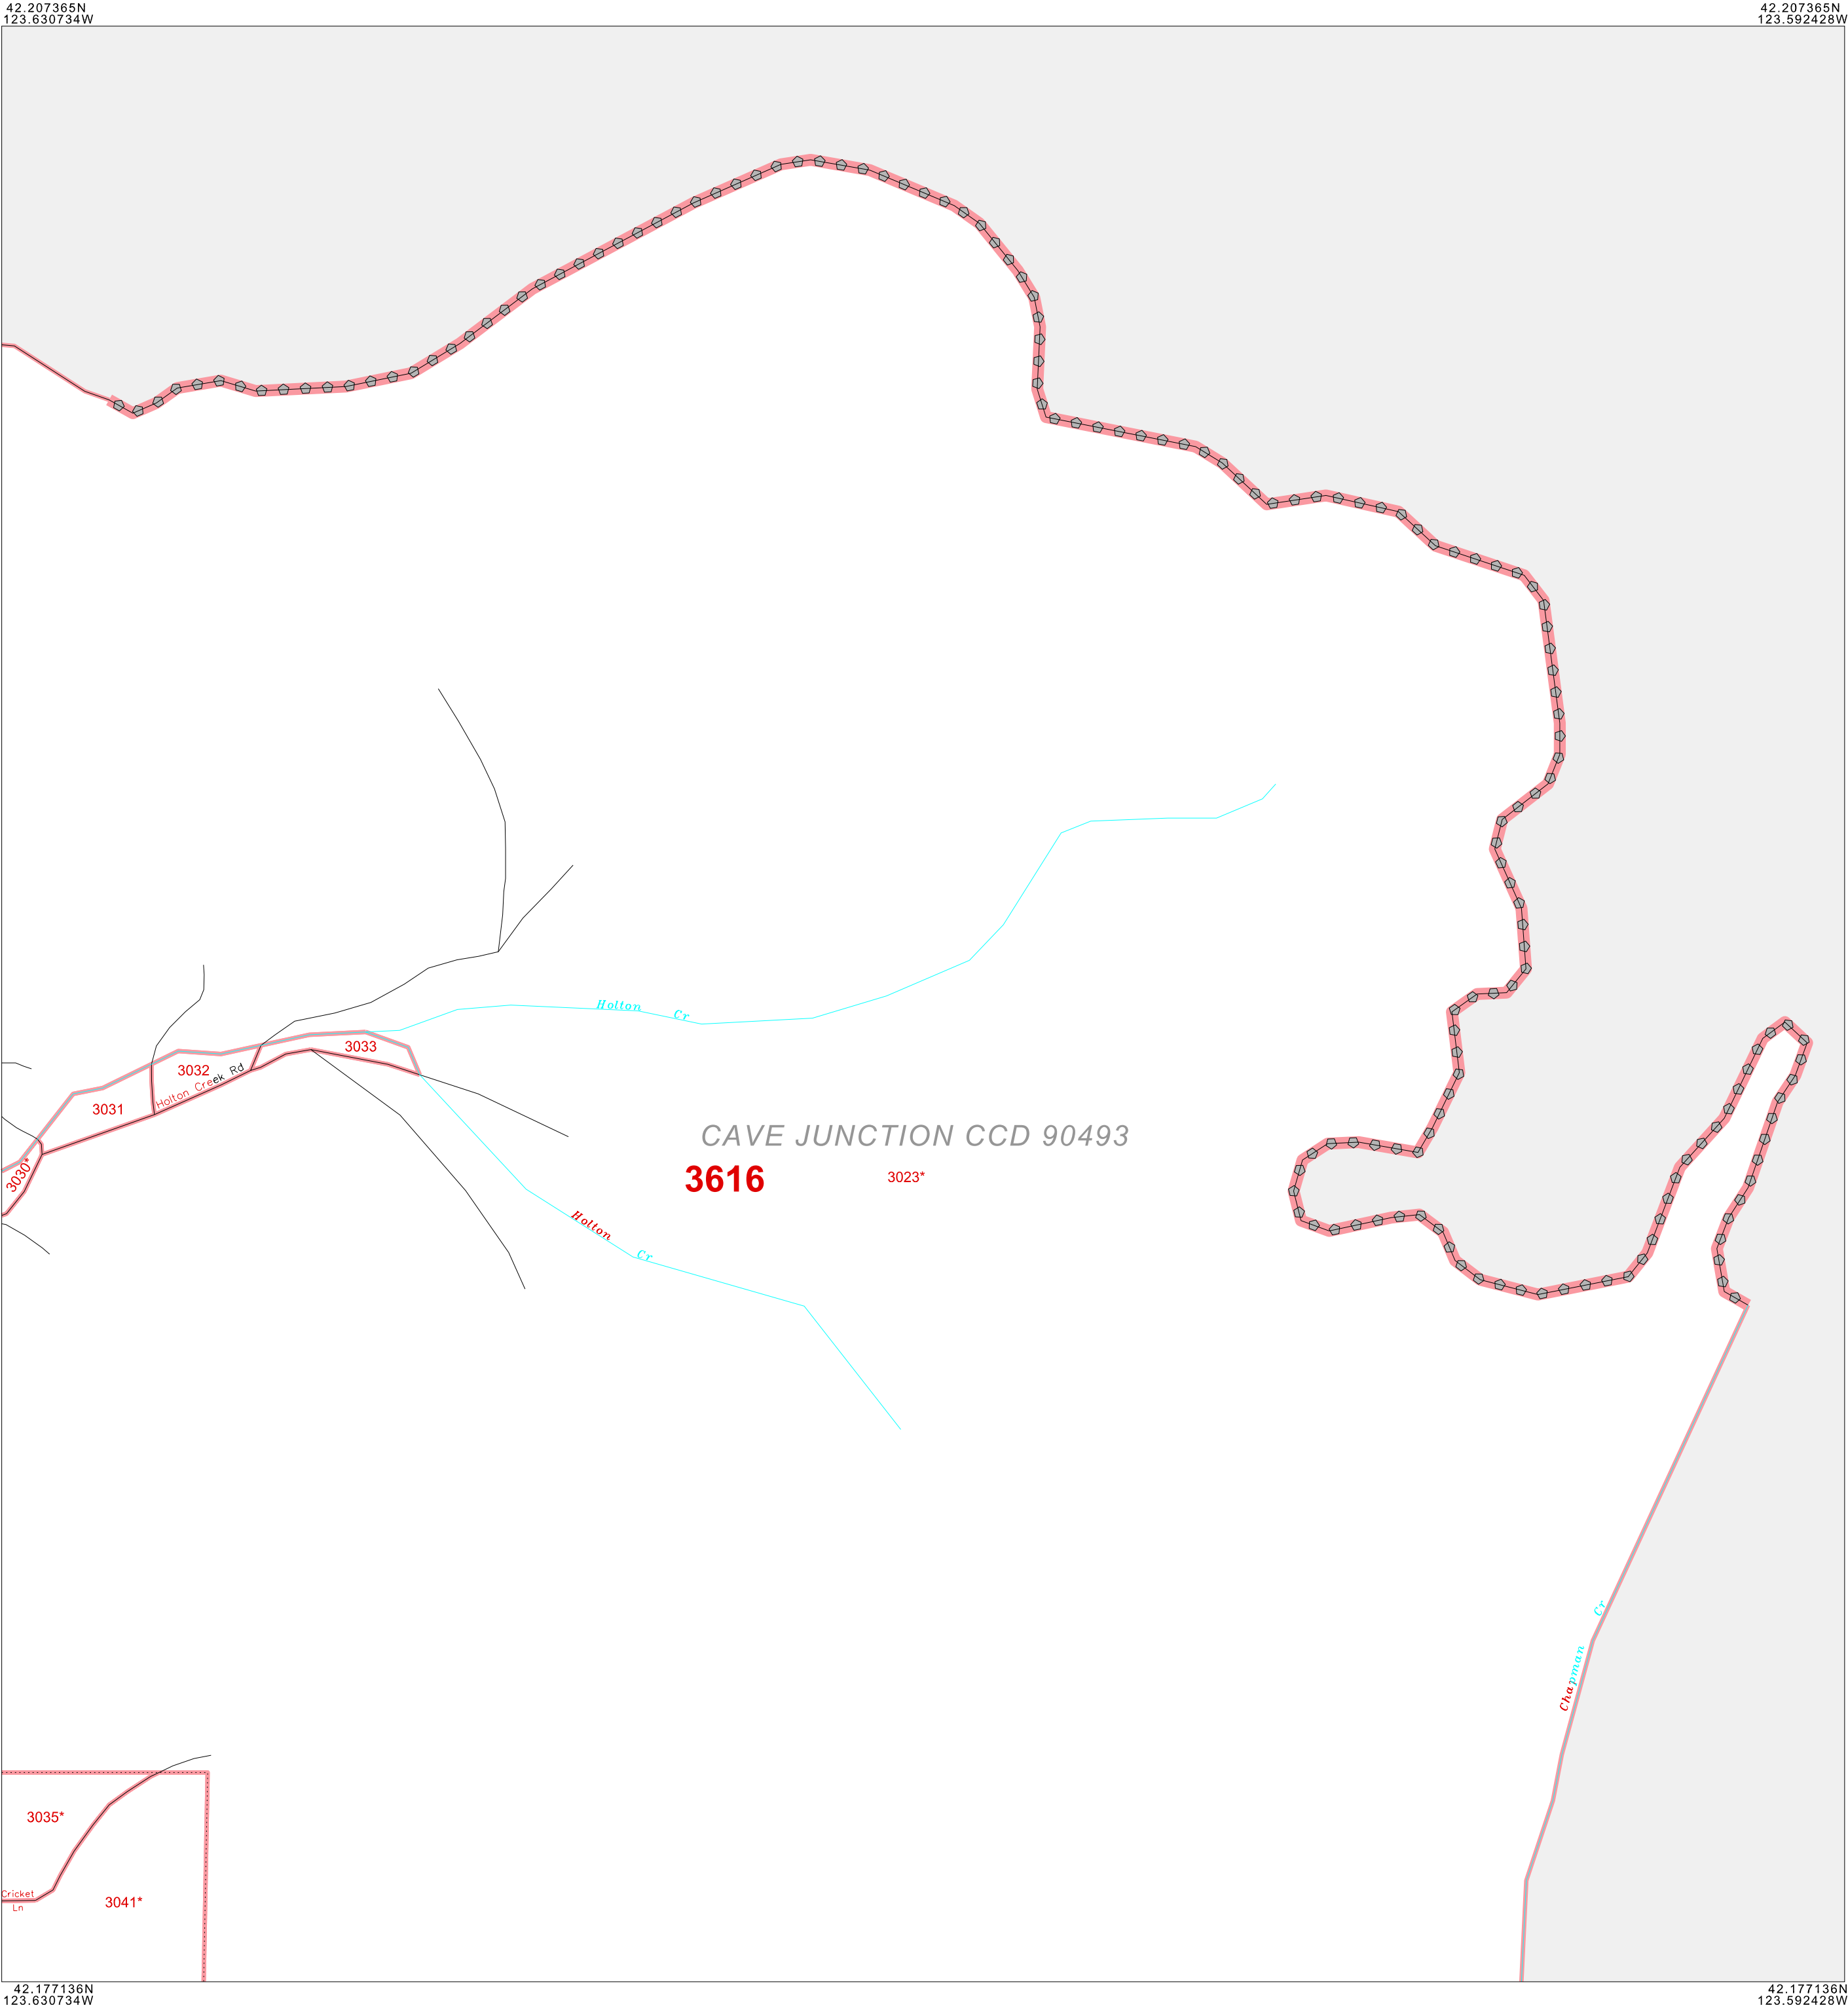 42.207365N
123.630734W
42.207365N
123.592428W
Holton Cr
3033
3032
Holton Creek Rd
3031
3030*
CAVE JUNCTION CCD 90493
3616
3023*
Holton Cr
Chapman Cr
3035*
Cricket
Ln
3041*
42.177136N
123.630734W
42.177136N
123.592428W